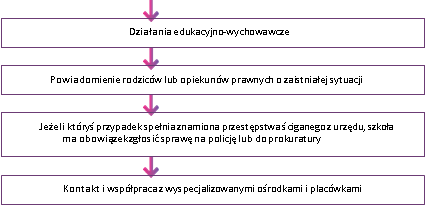 Działania edukacyjno-wychowawcze
Powiadomienie rodziców lub opiekunów prawnych o zaistniałej sytuacji
Jeżeli któryś przypadek spełnia znamiona przestępstwa ściganego z urzędu, szkoła
ma obowiązek zgłosić sprawę na policję lub do prokuratury
Kontakt i współpraca z wyspecjalizowanymi ośrodkami i placówkami